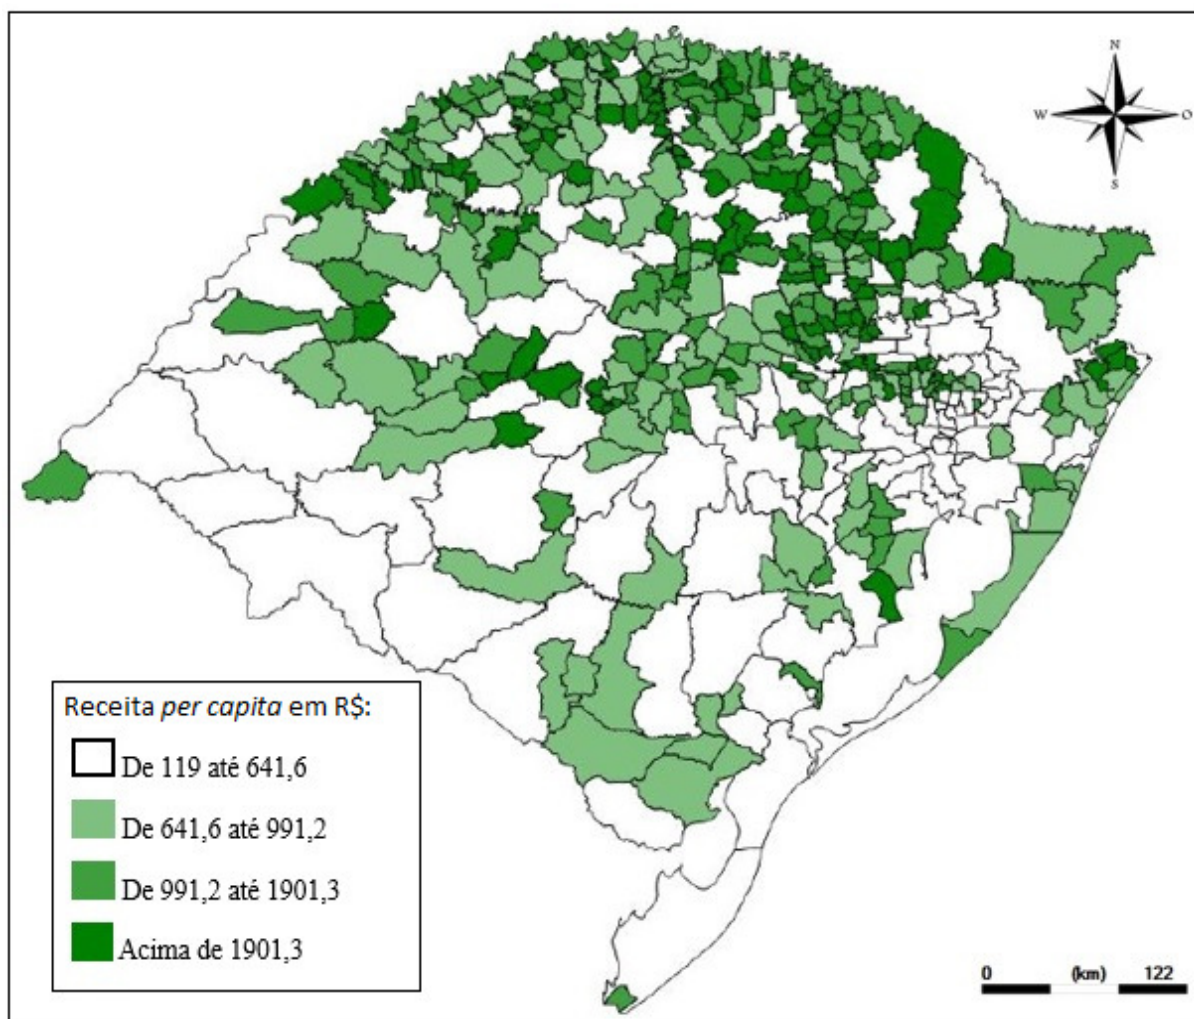 N
W
O
S
Receita per capita em R$:
De 119 até 641,6
De 641,6 até 991,2
De 991,2 até 1901,3
Acima de 1901,3
0 (km) 122